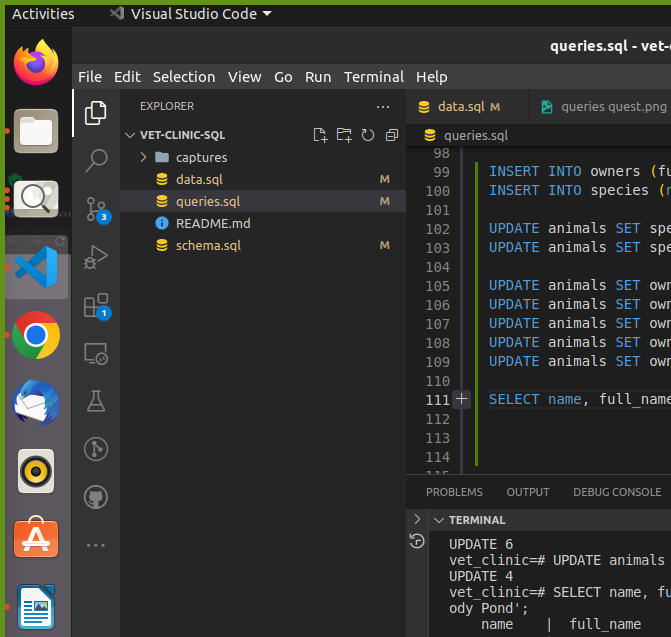 Activities
Visual Studio Code
queries.sql - vet-
File Edit Selection View Go Run Terminal Help
EXPLORER
data.sql M
queries quest.png
VET-CLINIC-SQL
queries.sql
captures
data.sql M
queries.sql M
README.md
schema.sql M
3
1
98
99 INSERT INTO owners (fu
100 INSERT INTO species (n
101
102 UPDATE animals SET spe
103 UPDATE animals SET spe
104
105 UPDATE animals SET own
106 UPDATE animals SET own
107 UPDATE animals SET own
108 UPDATE animals SET own
109 UPDATE animals SET own
110
111 SELECT name, full_name
112
113
114
PROBLEMS OUTPUT DEBUG CONSOLE
TERMINAL
UPDATE 6
vet_clinic=# UPDATE animals
UPDATE 4
vet_clinic=# SELECT name, fu
ody Pond';
name | full_name